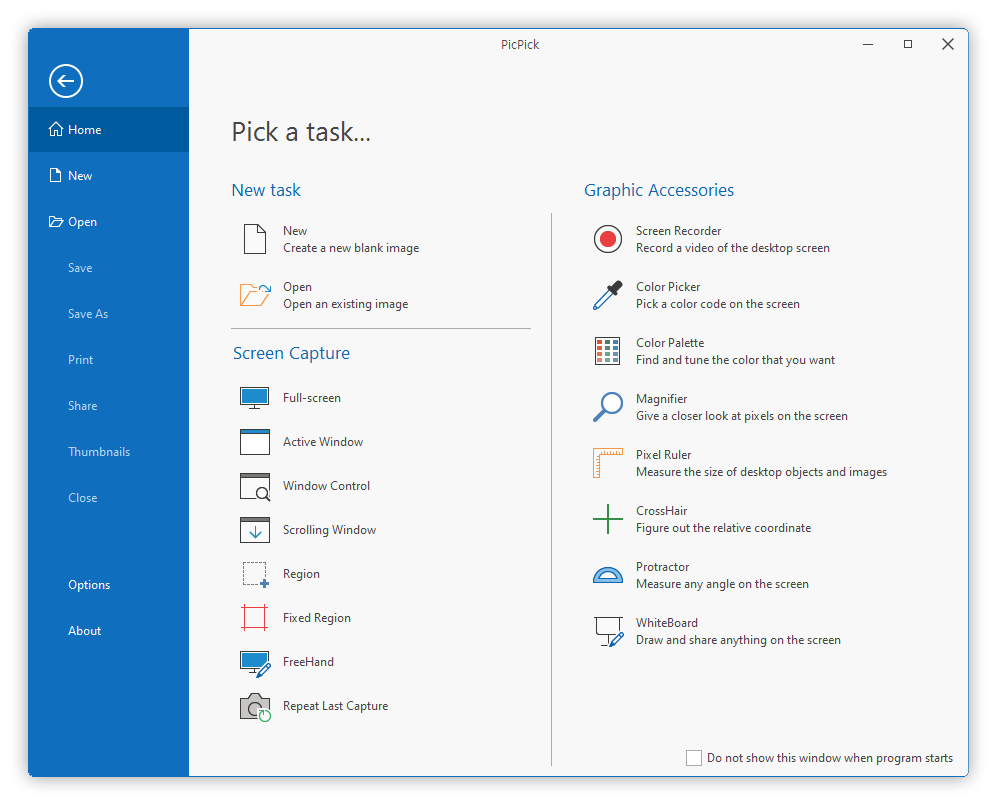 PicPick
Home
New
Open
Save
Save As
Print
Share
Thumbnails
Close
Options
About
Pick a task...
New task
New
Create a new blank image
Open
Open an existing image
Screen Capture
Full-screen
Active Window
Window Control
Scrolling Window
Region
Fixed Region
FreeHand
Repeat Last Capture
Graphic Accessories
Screen Recorder
Record a video of the desktop screen
Color Picker
Pick a color code on the screen
Color Palette
Find and tune the color that you want
Magnifier
Give a closer look at pixels on the screen
Pixel Ruler
Measure the size of desktop objects and images
CrossHair
Figure out the relative coordinate
Protractor
Measure any angle on the screen
WhiteBoard
Draw and share anything on the screen
Do not show this window when program starts